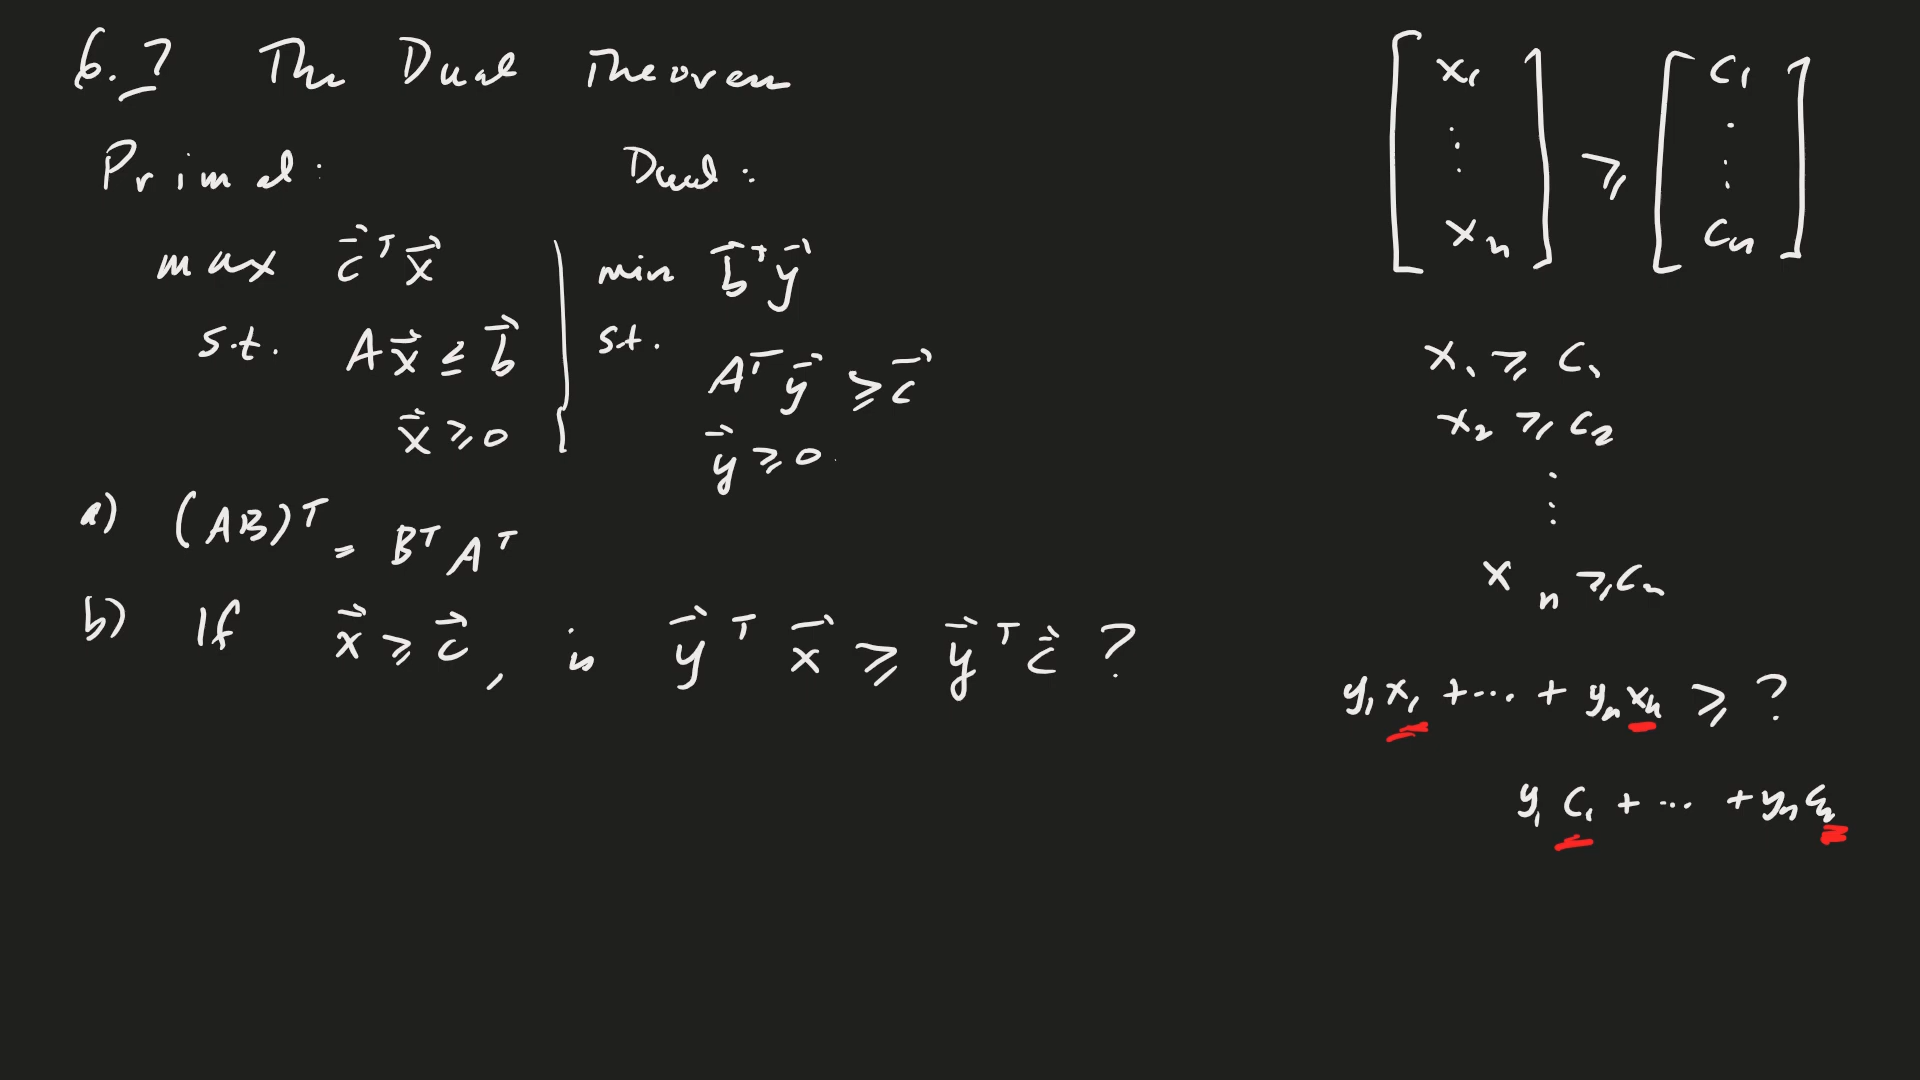 6.7 The Dual Theorem
Primal: Dual:
max c⃗ᵀx⃗ min b⃗ᵀy⃗
s.t. Ax⃗ ≤ b⃗ st. Aᵀy⃗ ⩾ c⃗
x⃗ ⩾ 0 y⃗ ⩾ 0
a) (AB)ᵀ = BᵀAᵀ
b) If x⃗ ⩾ c⃗, is y⃗ᵀx⃗ ⩾ y⃗ᵀc⃗ ?
[x₁ ⋮ xₙ] ⩾ [c₁ ⋮ cₙ]
x₁ ⩾ c₁
x₂ ⩾ c₂
⋮
xₙ ⩾ cₙ
y₁x₁ + ... + yₙxₙ ⩾ ?
y₁c₁ + ... + yₙcₙ